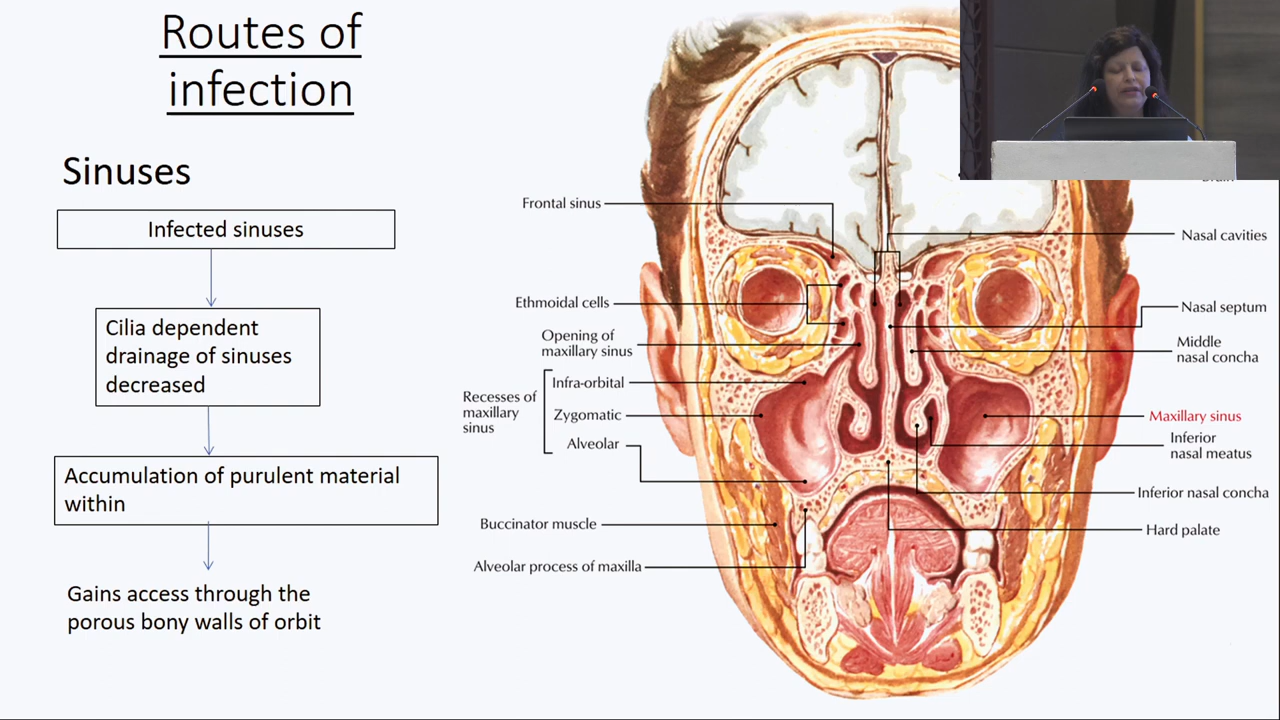 Routes of
infection
Sinuses
Infected sinuses
Cilia dependent
drainage of sinuses
decreased
Accumulation of purulent material
within
Gains access through the
porous bony walls of orbit
Frontal sinus
Ethmoidal cells
Opening of
maxillary sinus
Recesses of
maxillary
sinus
Infra-orbital
Zygomatic
Alveolar
Buccinator muscle
Alveolar process of maxilla
Nasal cavities
Nasal septum
Middle
nasal concha
Maxillary sinus
Inferior
nasal meatus
Inferior nasal concha
Hard palate